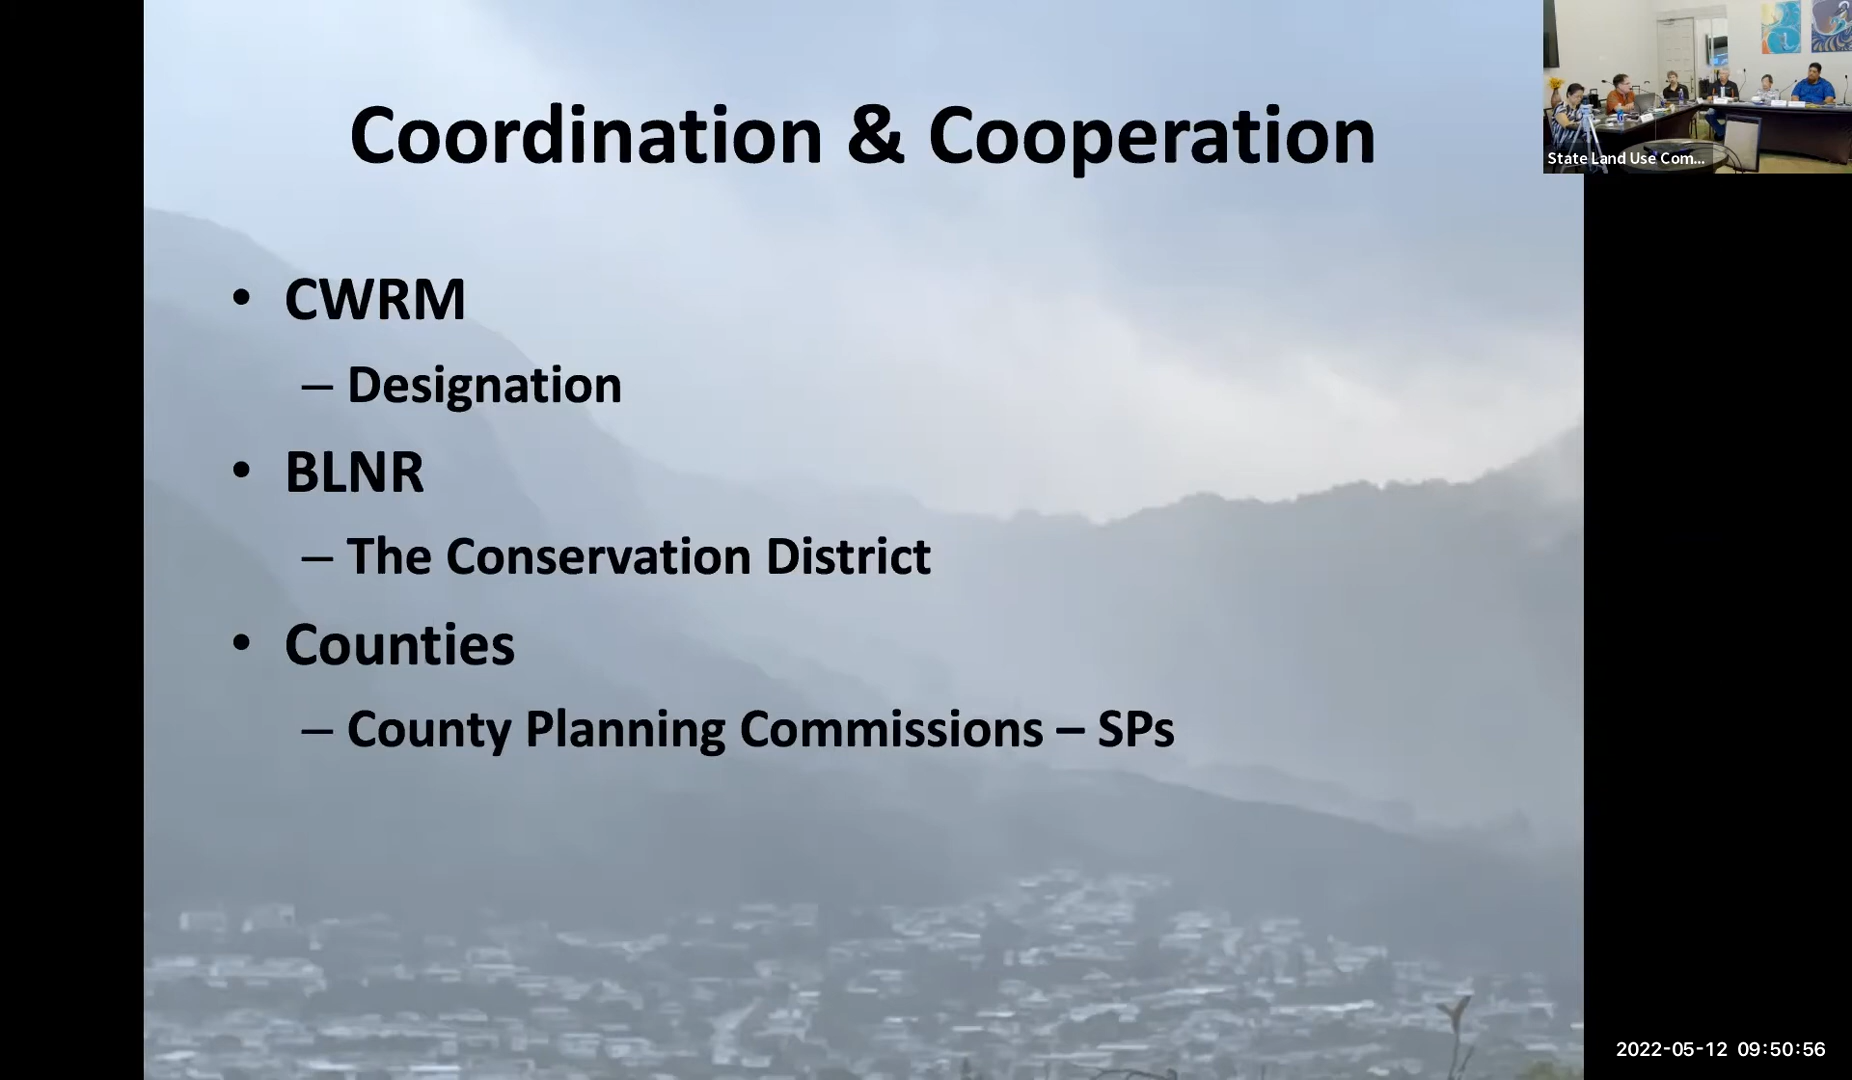 Coordination & Cooperation
State Land Use Com...
• CWRM
– Designation
• BLNR
– The Conservation District
• Counties
– County Planning Commissions – SPs
2022-05-12 09:50:56